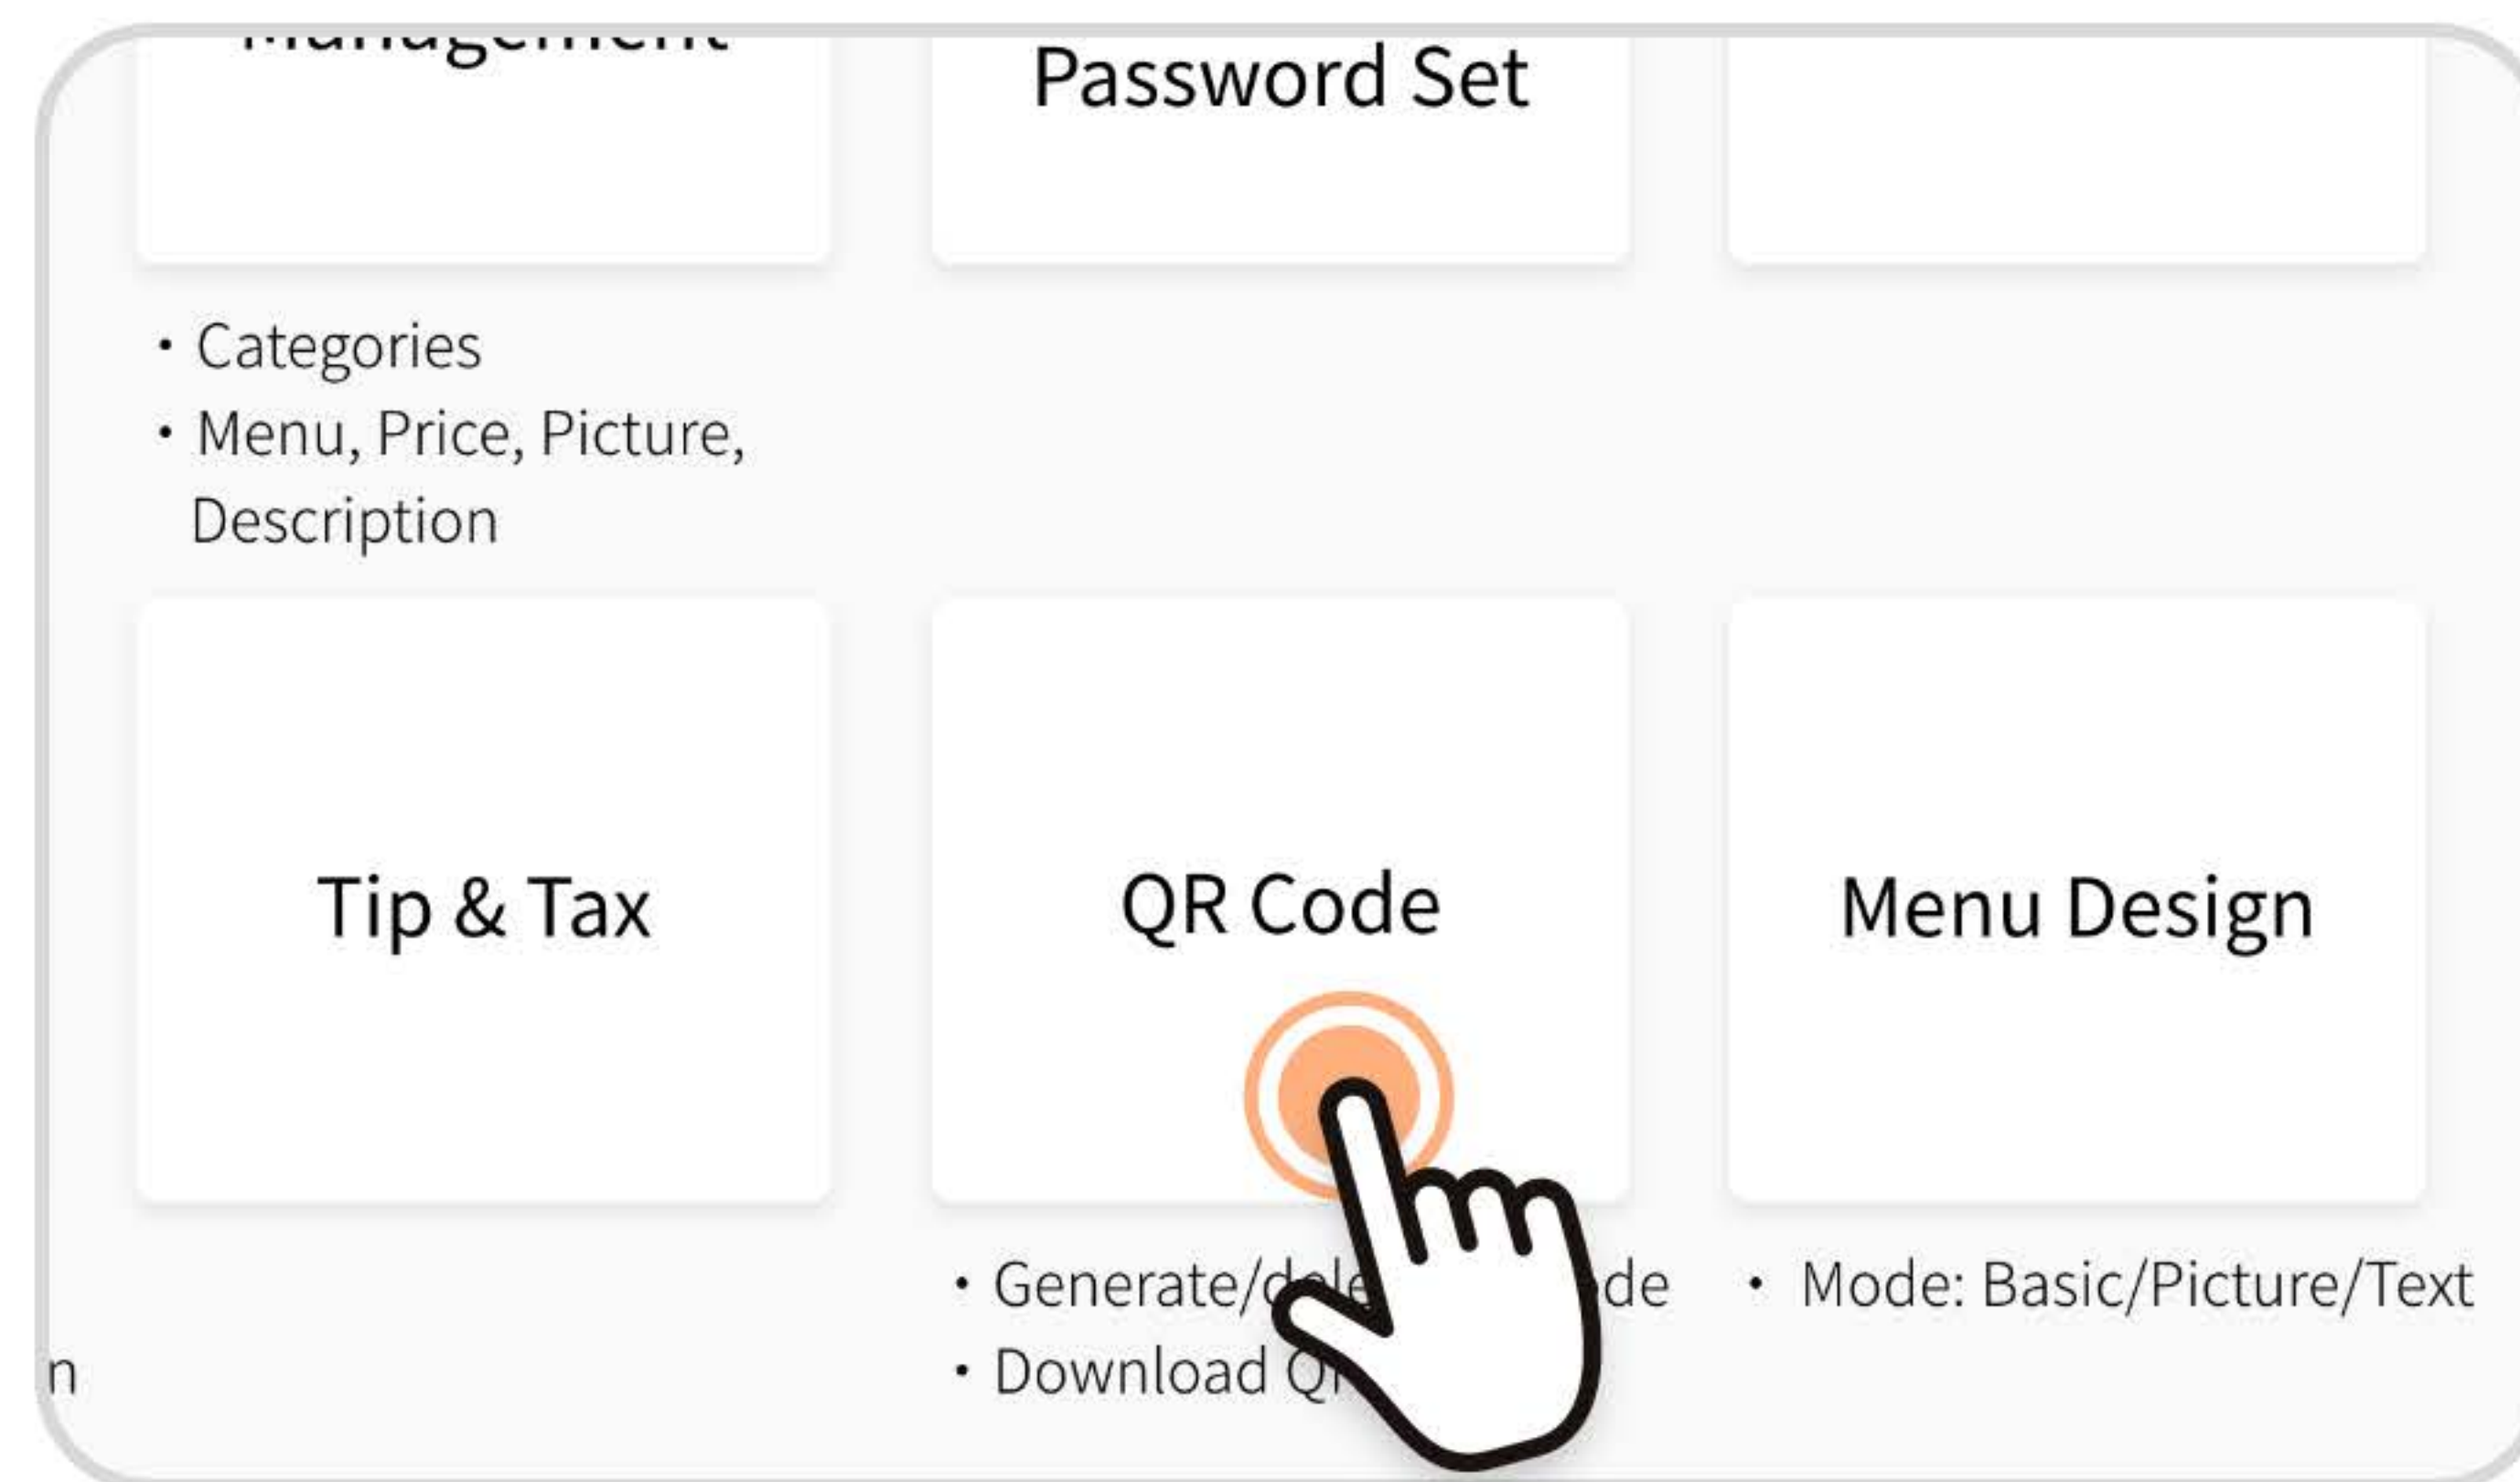 Management
Password Set
・Categories
・Menu, Price, Picture,
Description
Tip & Tax
QR Code
Menu Design
・Generate/
・Download
・Mode: Basic/Picture/Text
n